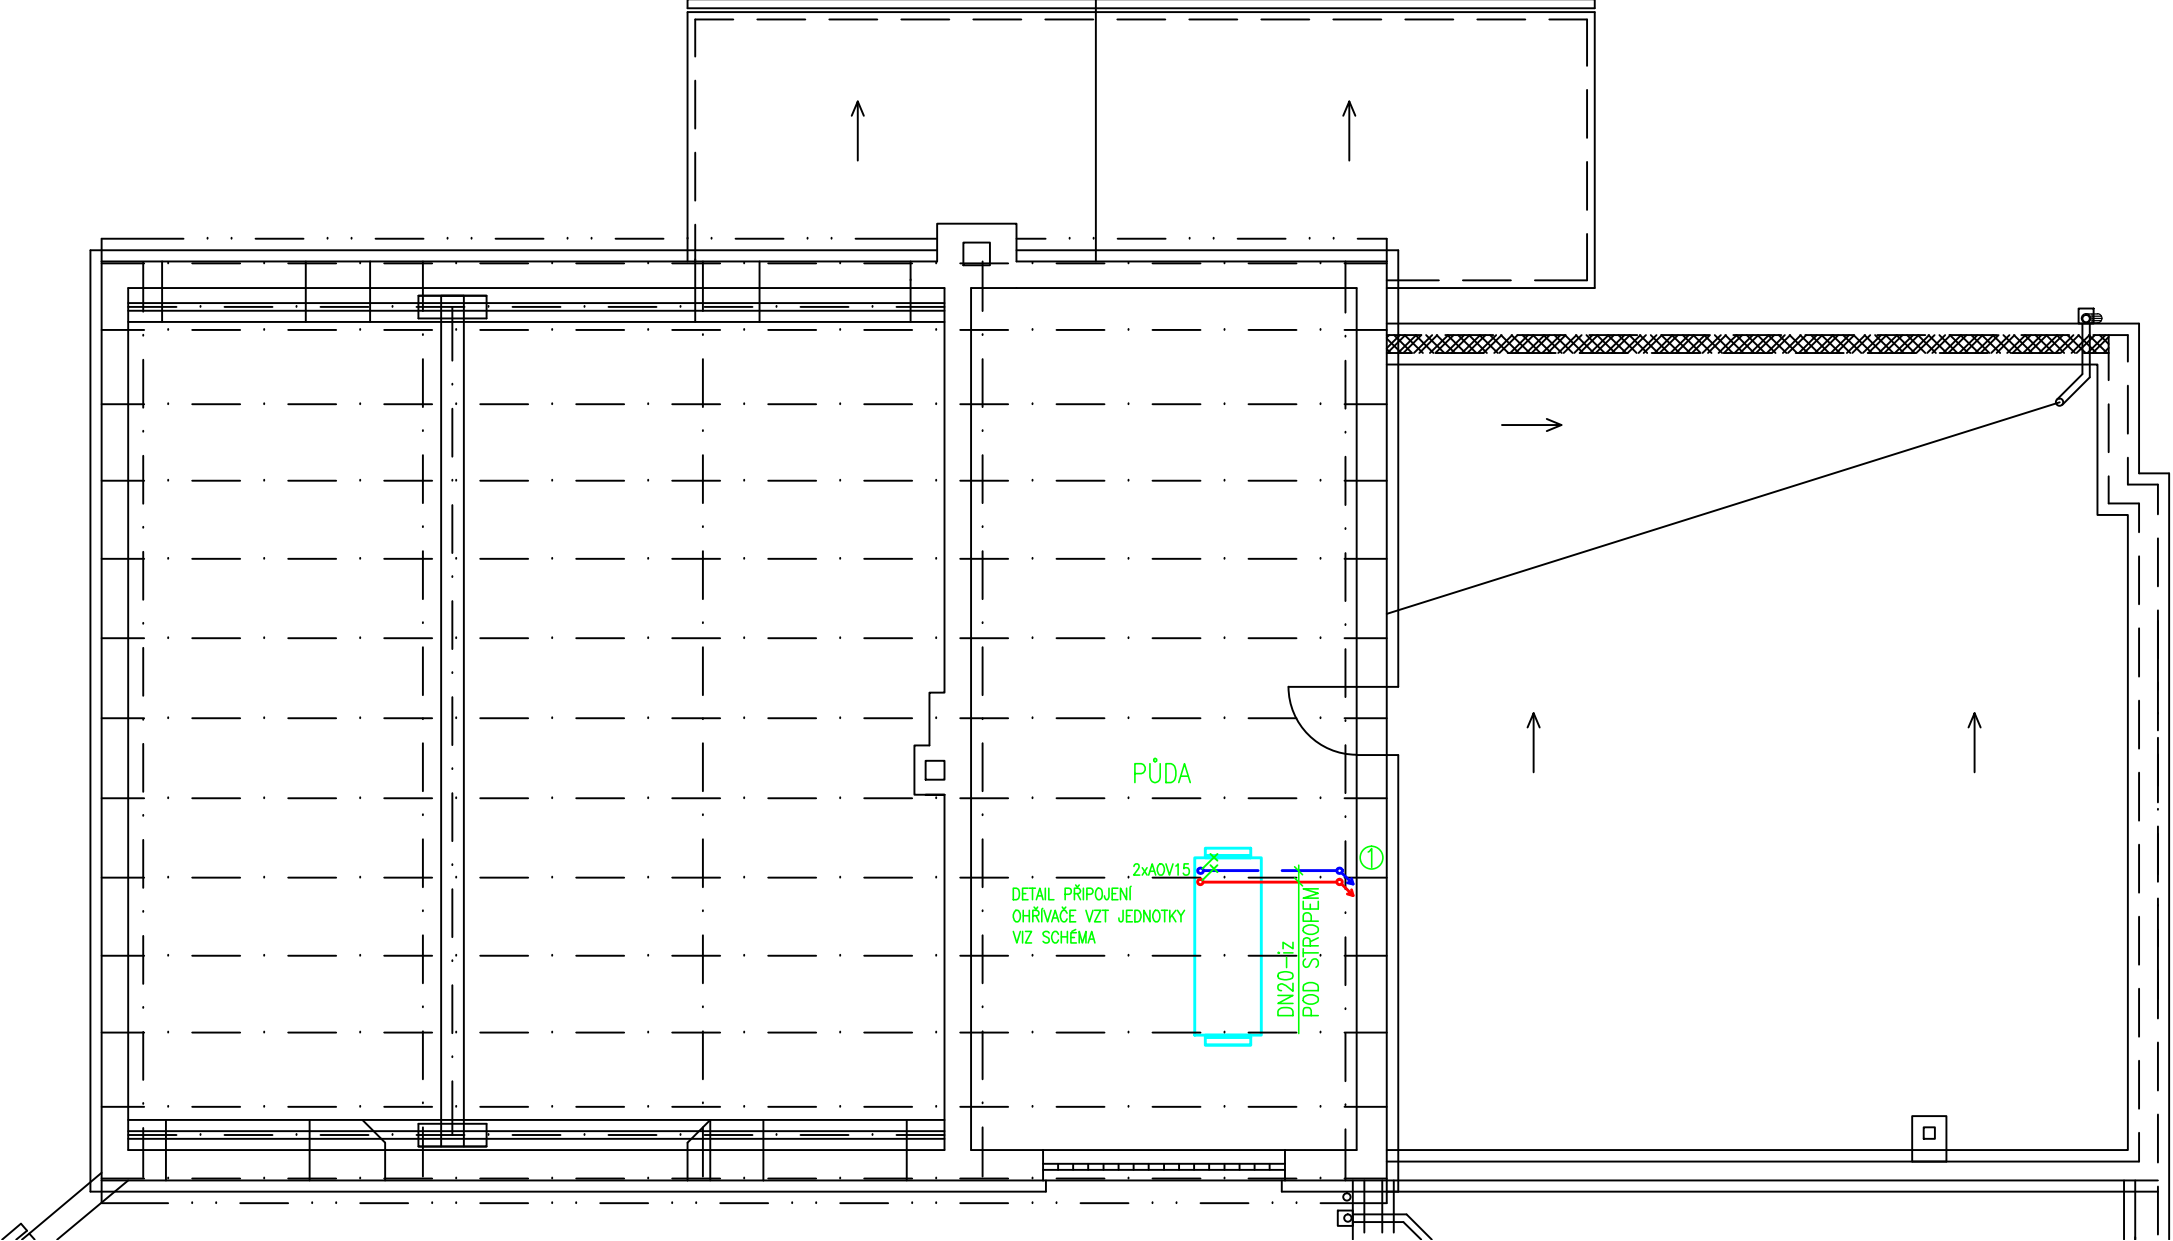 PŮDA
1
2xAOV15
DETAIL PŘIPOJENÍ
OHŘÍVAČE VZT JEDNOTKY
VIZ SCHÉMA
DN20-iz
POD STROPEM